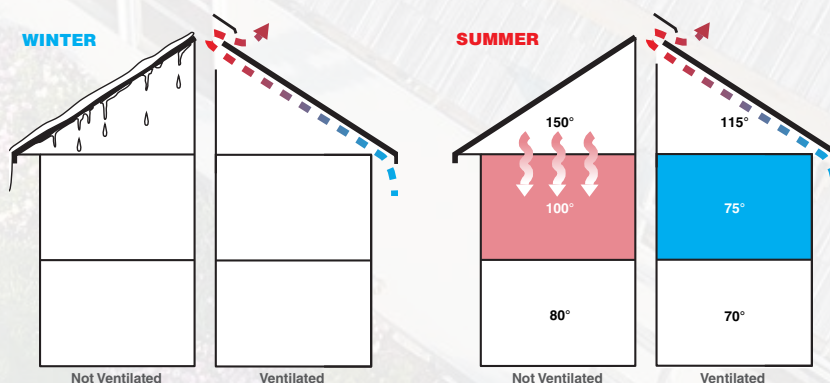 WINTER
SUMMER
150°
115°
100°
75°
80°
70°
Not Ventilated
Ventilated
Not Ventilated
Ventilated